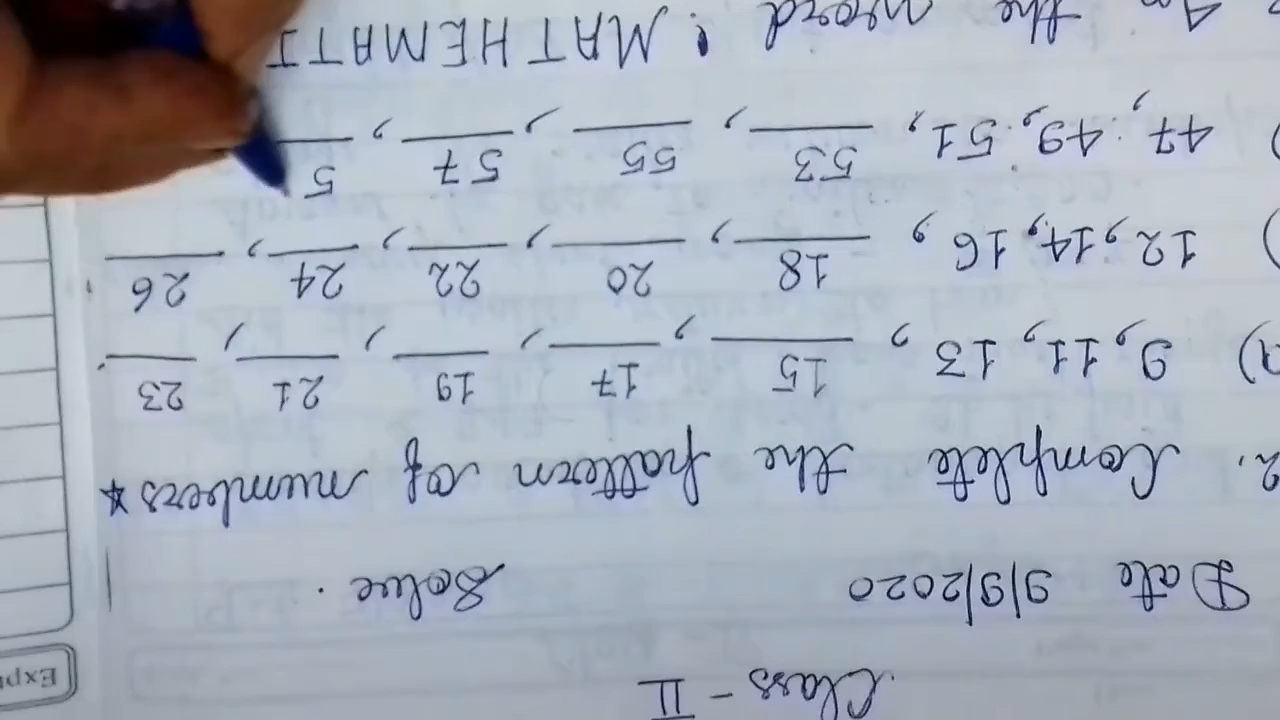 Class - II
Date 9/9/2020 Solve.
2. Complete the pattern of numbers *
a) 9, 11, 13, 15, 17, 19, 21, 23.
) 12, 14, 16, 18, 20, 22, 24, 26.
) 47, 49, 51, 53, 55, 57, 5
In the word : MATHEMATI